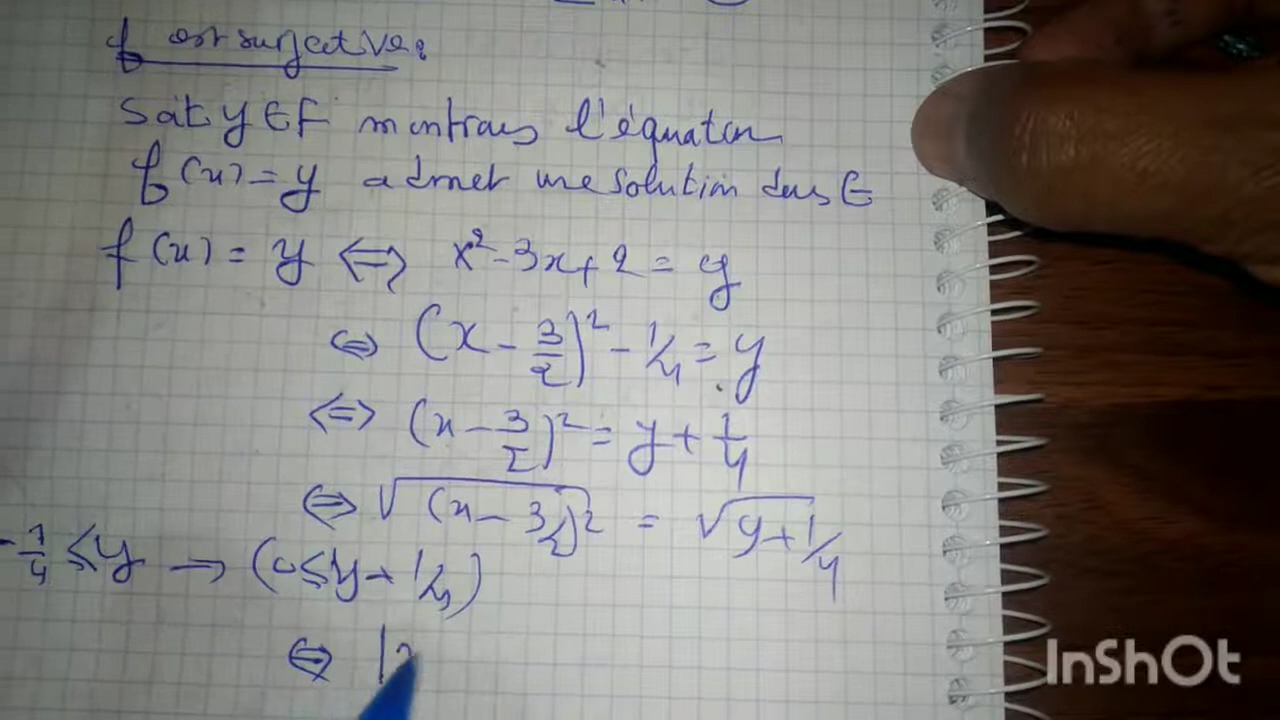 f est surjective:
Soit y ∈ F montrons l'équation
f(x) = y admet une solution dans E
f(x) = y ⟺ x² - 3x + 2 = y
⟺ (x - 3/2)² - 1/4 = y
⟺ (x - 3/2)² = y + 1/4
⟺ √(x - 3/2)² = √y + 1/4
-1/4 ≤ y → (0 ≤ y + 1/4)
⟺ |x
InShOt